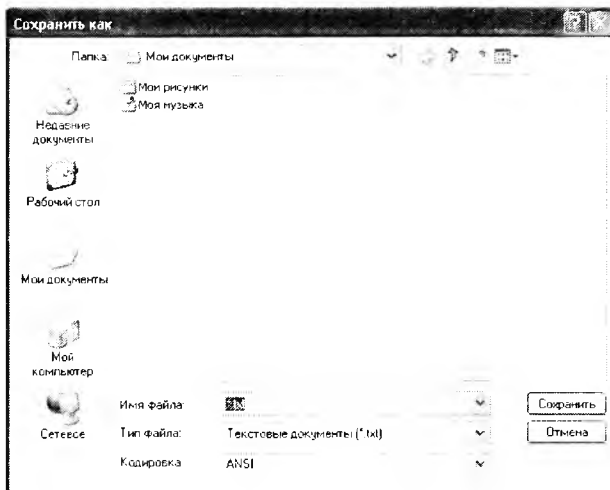 Сохранить как
Папка: Мои документы
Мои рисунки
Моя музыка
Недавние
документы
Рабочий стол
Мои документы
Мой
компьютер
Сетевое
Имя файла:
Сохранить
Тип файла: Текстовые документы (*.txt)
Отмена
Кодировка ANSI